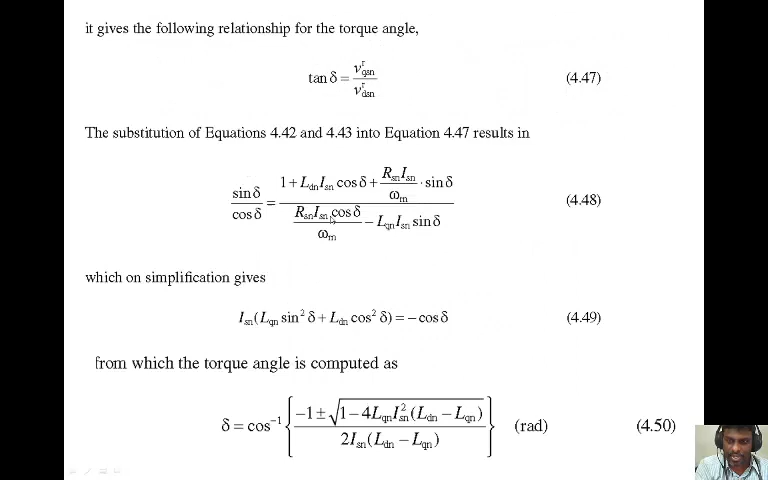 it gives the following relationship for the torque angle,
tan δ = v^r_qsn / v^r_dsn (4.47)
The substitution of Equations 4.42 and 4.43 into Equation 4.47 results in
sin δ / cos δ = (1 + L_dn I_sn cos δ + (R_sn I_sn / ω_m) · sin δ) / ((R_sn I_sn cos δ) / ω_m − L_qn I_sn sin δ) (4.48)
which on simplification gives
I_sn(L_qn sin² δ + L_dn cos² δ) = − cos δ (4.49)
from which the torque angle is computed as
δ = cos⁻¹ { (−1 ± √(1 − 4L_qn I²_sn (L_dn − L_qn))) / (2I_sn (L_dn − L_qn)) } (rad) (4.50)